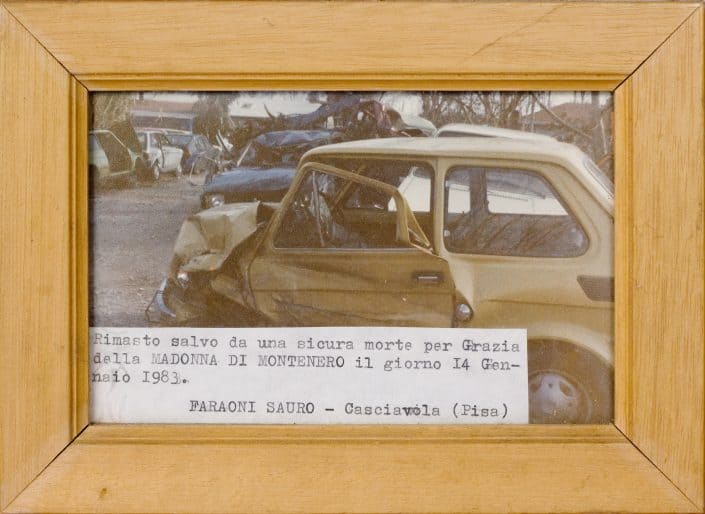 Rimasto salvo da una sicura morte per Grazia
della MADONNA DI MONTENERO il giorno I4 Gen-
naio I983.
FARAONI SAURO - Casciavola (Pisa)